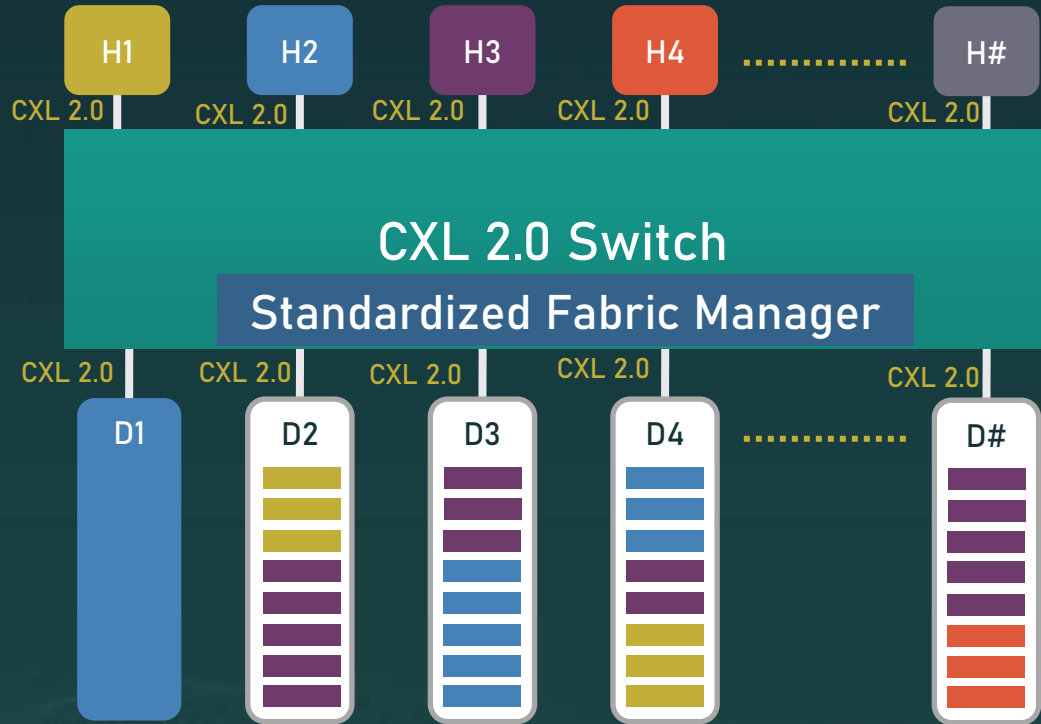 H1
H2
H3
H4
H#
CXL 2.0
CXL 2.0
CXL 2.0
CXL 2.0
CXL 2.0
CXL 2.0 Switch
Standardized Fabric Manager
CXL 2.0
CXL 2.0
CXL 2.0
CXL 2.0
CXL 2.0
D1
D2
D3
D4
D#